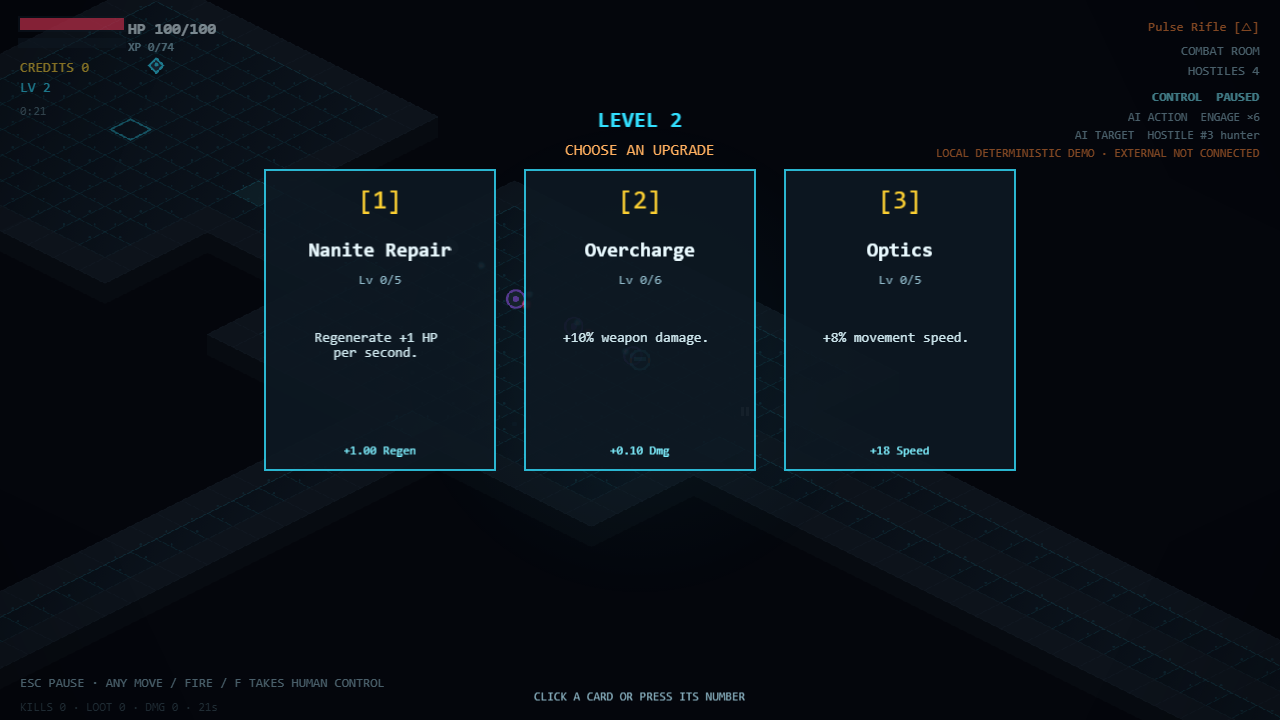 HP 100/100
XP 0/74
CREDITS 0
LV 2
0:21
Pulse Rifle [△]
COMBAT ROOM
HOSTILES 4
CONTROL PAUSED
AI ACTION ENGAGE ×6
AI TARGET HOSTILE #3 hunter
LOCAL DETERMINISTIC DEMO · EXTERNAL NOT CONNECTED
LEVEL 2
CHOOSE AN UPGRADE
[1]
Nanite Repair
Lv 0/5
Regenerate +1 HP
per second.
+1.00 Regen
[2]
Overcharge
Lv 0/6
+10% weapon damage.
+0.10 Dmg
[3]
Optics
Lv 0/5
+8% movement speed.
+18 Speed
ESC PAUSE · ANY MOVE / FIRE / F TAKES HUMAN CONTROL
KILLS 0 · LOOT 0 · DMG 0 · 21s
CLICK A CARD OR PRESS ITS NUMBER